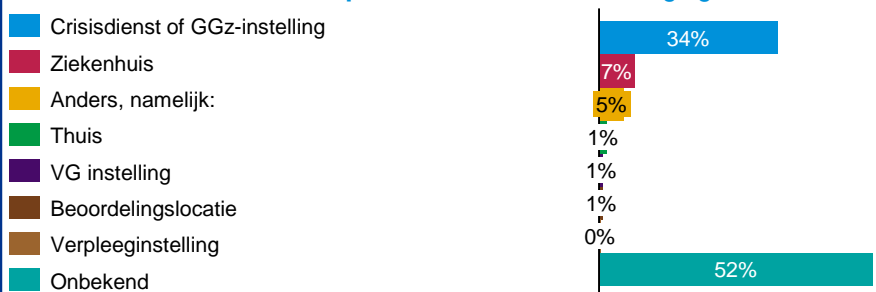 Crisisdienst of GGz-instelling 34%
Ziekenhuis 7%
Anders, namelijk: 5%
Thuis 1%
VG instelling 1%
Beoordelingslocatie 1%
Verpleeginstelling 0%
Onbekend 52%